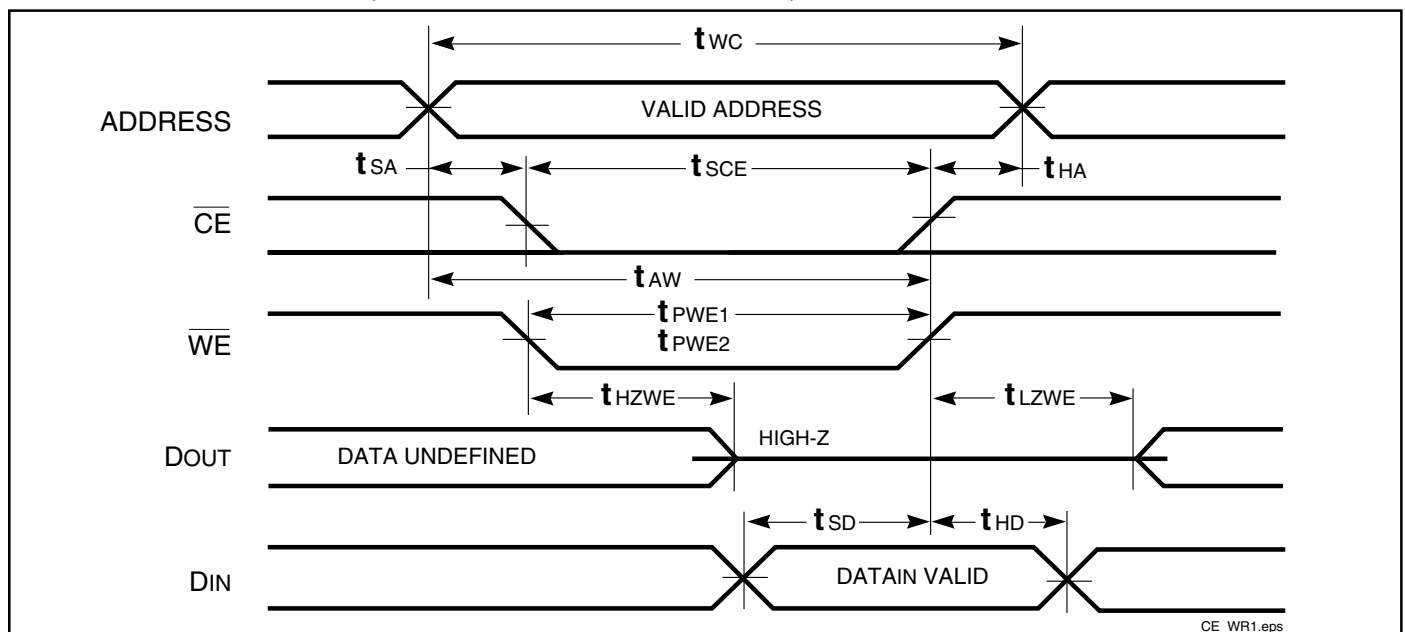 tWC
ADDRESS
VALID ADDRESS
tSA
tSCE
tHA
CE
tAW
tPWE1
WE
tPWE2
tHZWE
tLZWE
DOUT
DATA UNDEFINED
HIGH-Z
tSD
tHD
DIN
DATAIN VALID
CE_WR1.eps